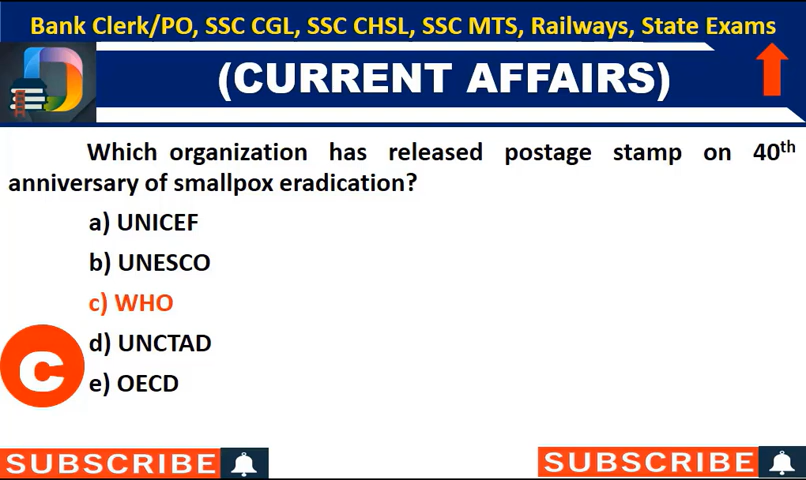 Bank Clerk/PO, SSC CGL, SSC CHSL, SSC MTS, Railways, State Exams
(CURRENT AFFAIRS)
Which organization has released postage stamp on 40th
anniversary of smallpox eradication?
a) UNICEF
b) UNESCO
c) WHO
d) UNCTAD
e) OECD
C
SUBSCRIBE
SUBSCRIBE